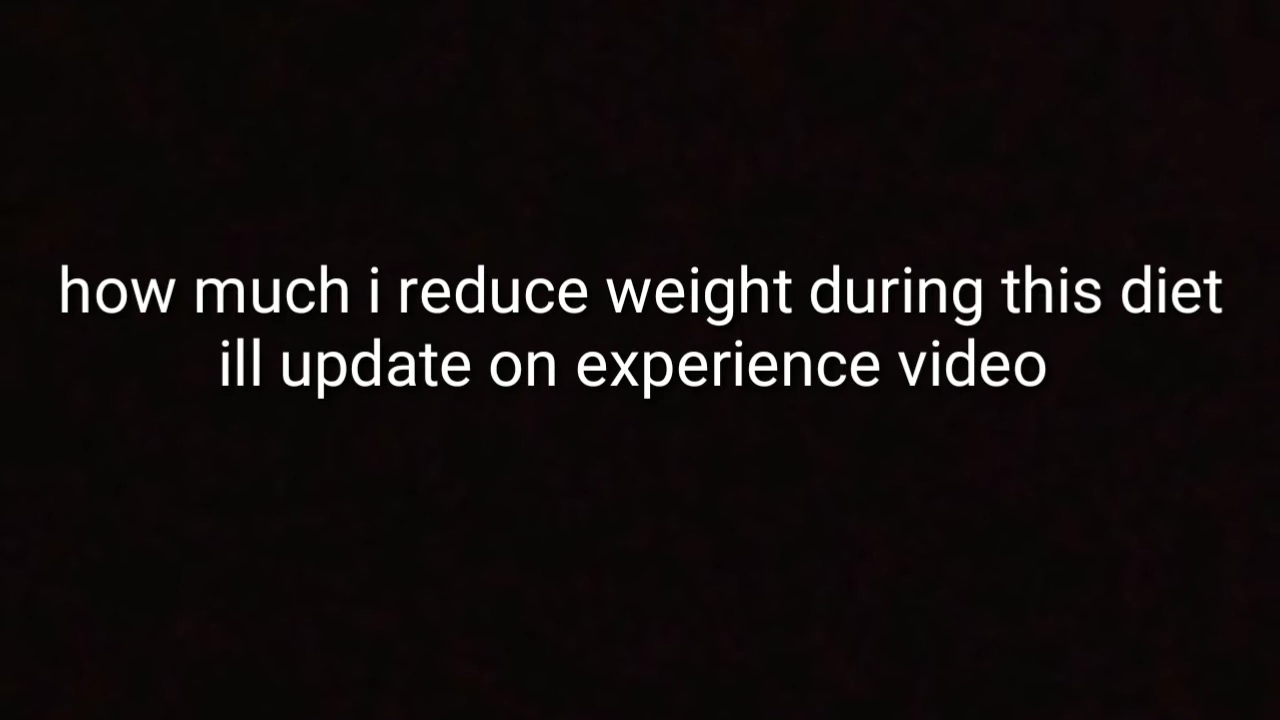 how much i reduce weight during this diet
ill update on experience video